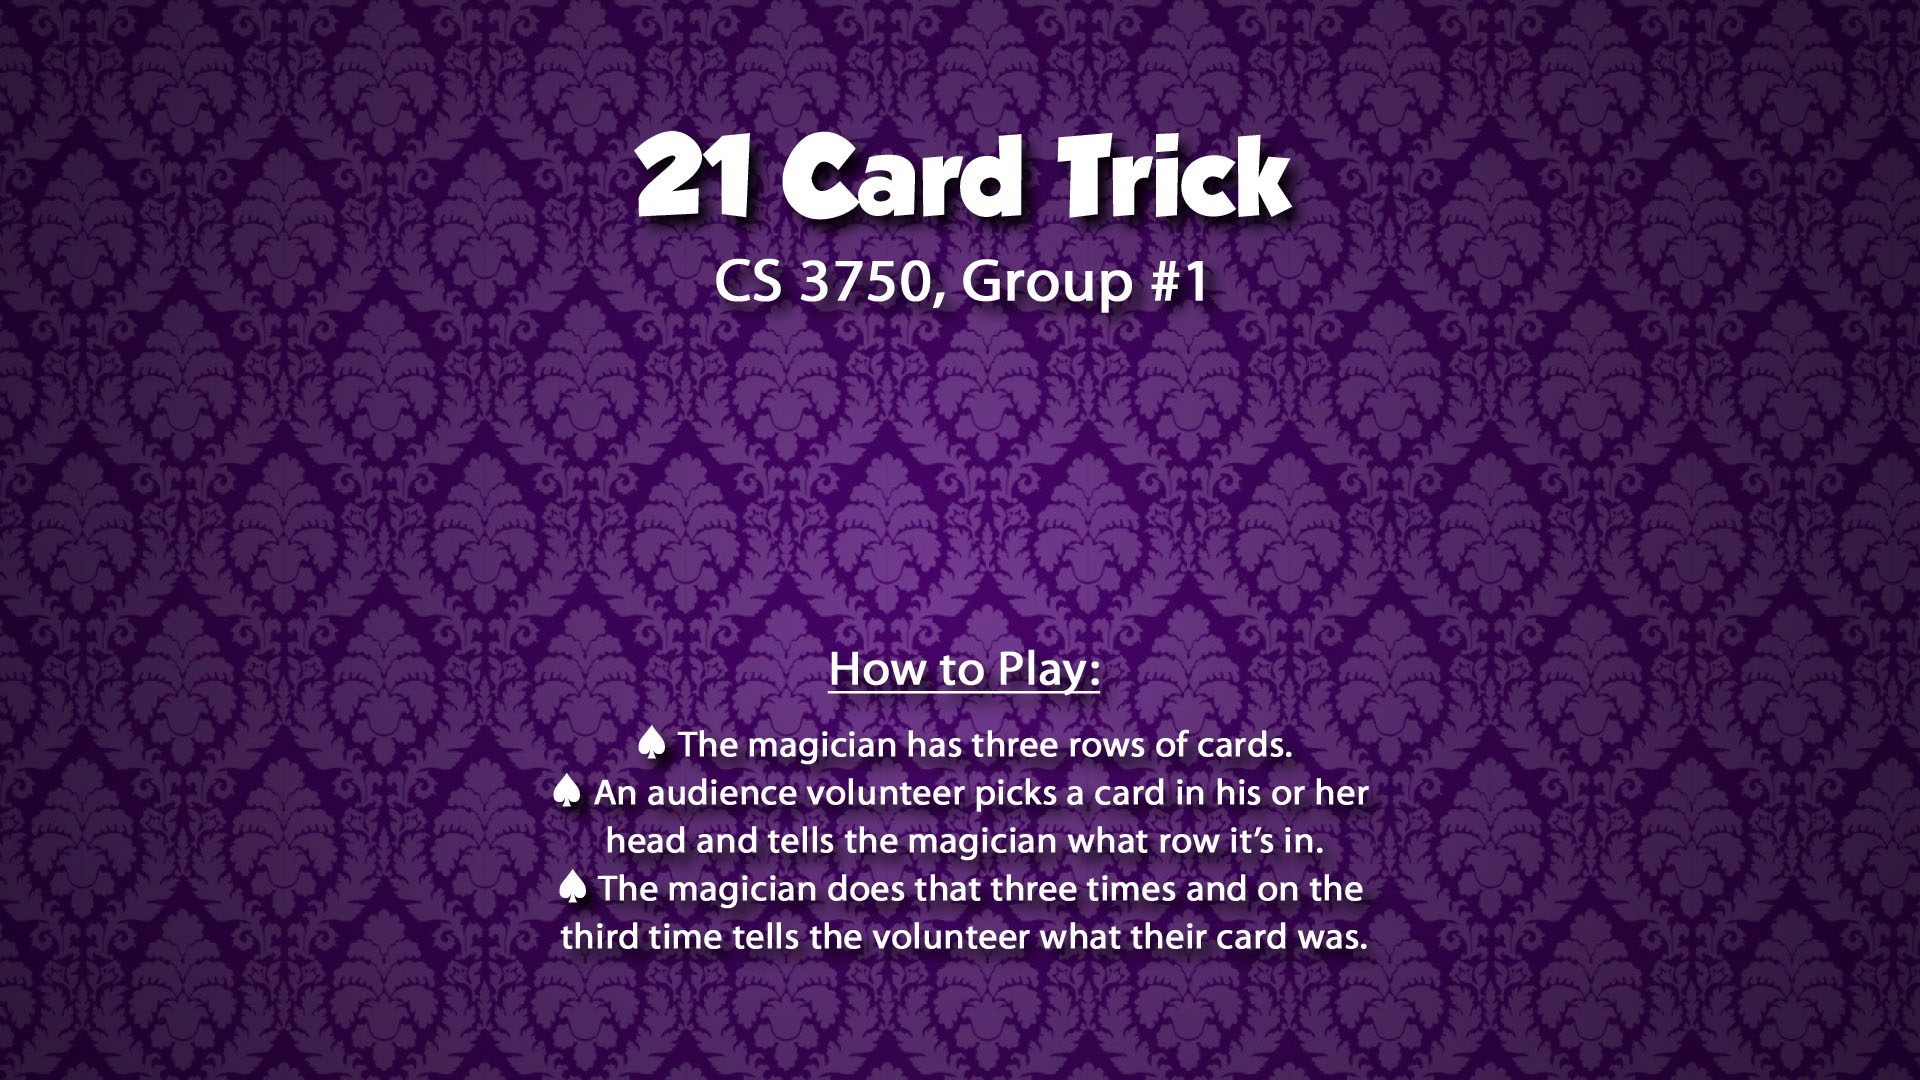 21 Card Trick
CS 3750, Group #1
How to Play:
♠ The magician has three rows of cards.
♠ An audience volunteer picks a card in his or her
head and tells the magician what row it’s in.
♠ The magician does that three times and on the
third time tells the volunteer what their card was.